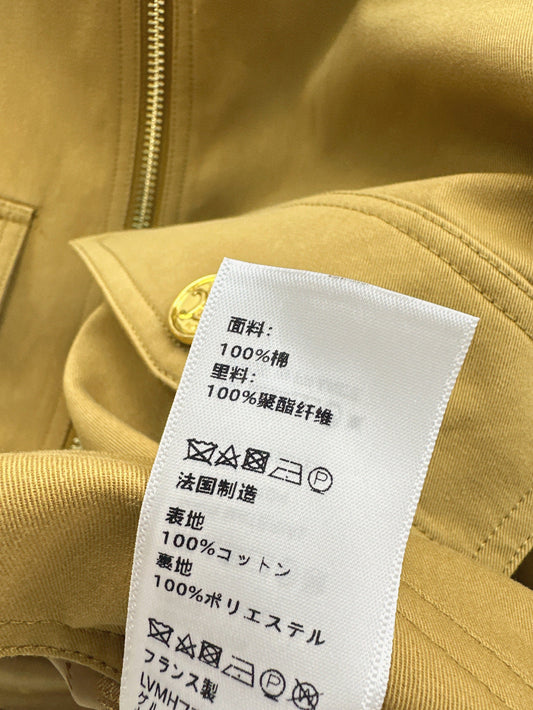 面料:
100%棉
里料:
100%聚酯纤维
法国制造
表地
100%コットン
裏地
100%ポリエステル
フランス製